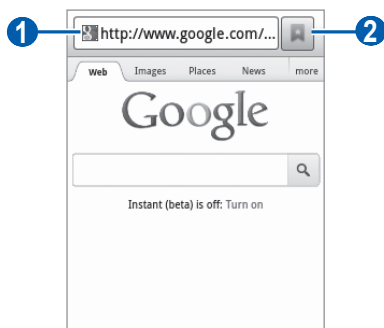 1 http://www.google.com/... 2
Web Images Places News more
Google
Instant (beta) is off: Turn on